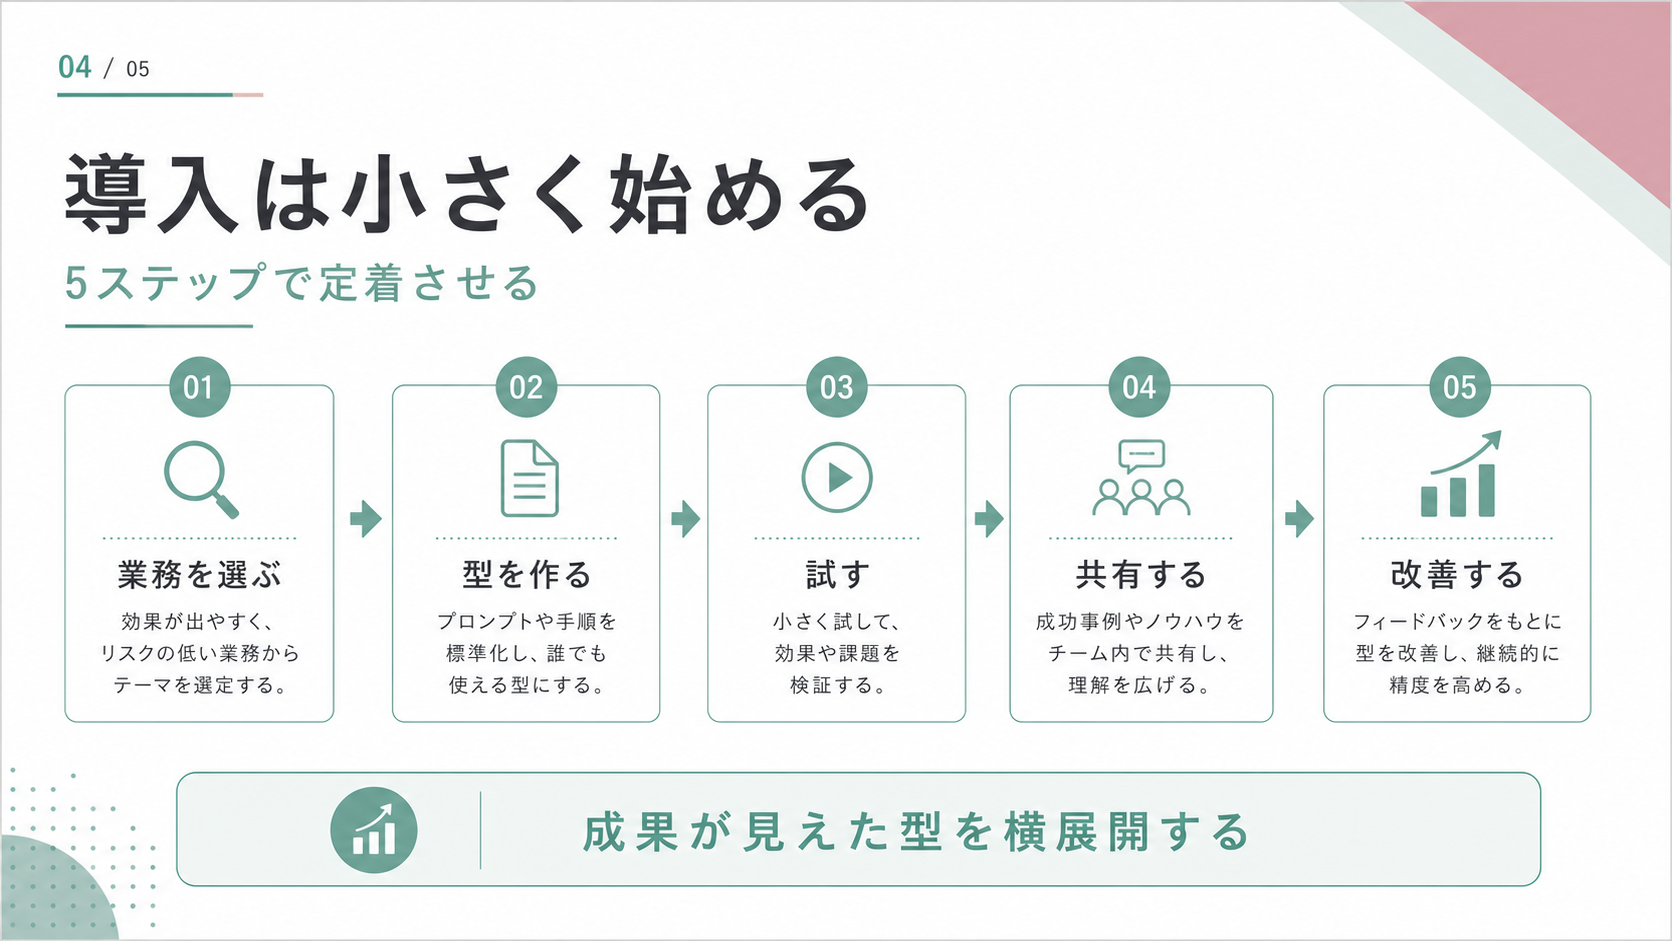 04 / 05
導入は小さく始める
5ステップで定着させる
01
業務を選ぶ
効果が出やすく、
リスクの低い業務から
テーマを選定する。
02
型を作る
プロンプトや手順を
標準化し、誰でも
使える型にする。
03
試す
小さく試して、
効果や課題を
検証する。
04
共有する
成功事例やノウハウを
チーム内で共有し、
理解を広げる。
05
改善する
フィードバックをもとに
型を改善し、継続的に
精度を高める。
成果が見えた型を横展開する